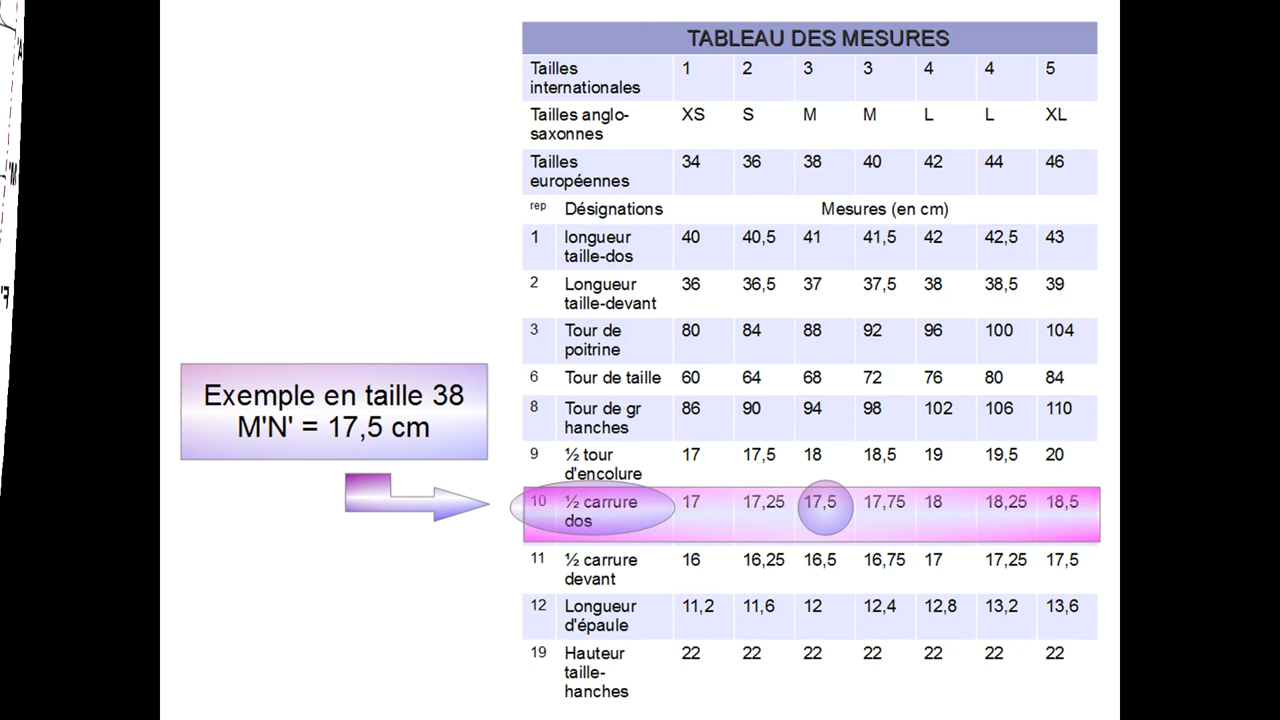 TABLEAU DES MESURES
Tailles internationales 1 2 3 3 4 4 5
Tailles anglo-saxonnes XS S M M L L XL
Tailles européennes 34 36 38 40 42 44 46
rep Désignations Mesures (en cm)
1 longueur taille-dos 40 40,5 41 41,5 42 42,5 43
2 Longueur taille-devant 36 36,5 37 37,5 38 38,5 39
3 Tour de poitrine 80 84 88 92 96 100 104
6 Tour de taille 60 64 68 72 76 80 84
8 Tour de gr hanches 86 90 94 98 102 106 110
9 ½ tour d'encolure 17 17,5 18 18,5 19 19,5 20
10 ½ carrure dos 17 17,25 17,5 17,75 18 18,25 18,5
11 ½ carrure devant 16 16,25 16,5 16,75 17 17,25 17,5
12 Longueur d'épaule 11,2 11,6 12 12,4 12,8 13,2 13,6
19 Hauteur taille-hanches 22 22 22 22 22 22 22
Exemple en taille 38
M'N' = 17,5 cm